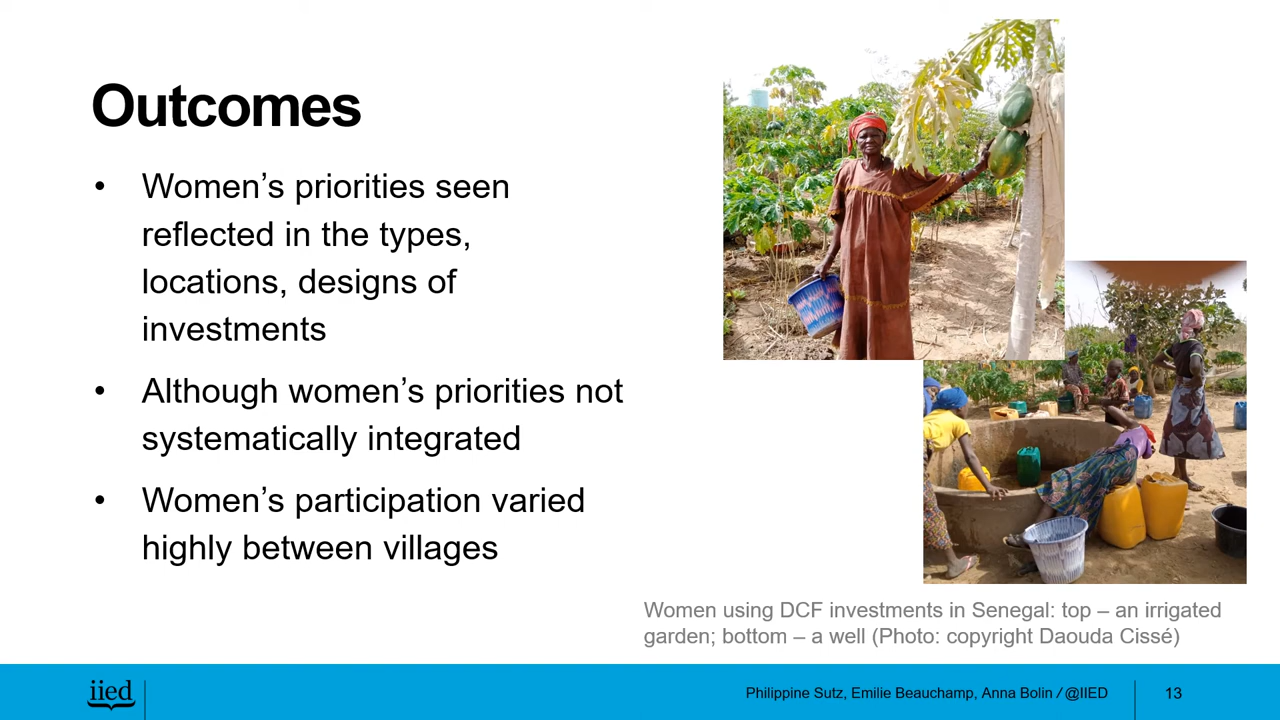 Outcomes
• Women’s priorities seen
reflected in the types,
locations, designs of
investments
• Although women’s priorities not
systematically integrated
• Women’s participation varied
highly between villages
Women using DCF investments in Senegal: top – an irrigated
garden; bottom – a well (Photo: copyright Daouda Cissé)
iied
Philippine Sutz, Emilie Beauchamp, Anna Bolin / @IIED
13